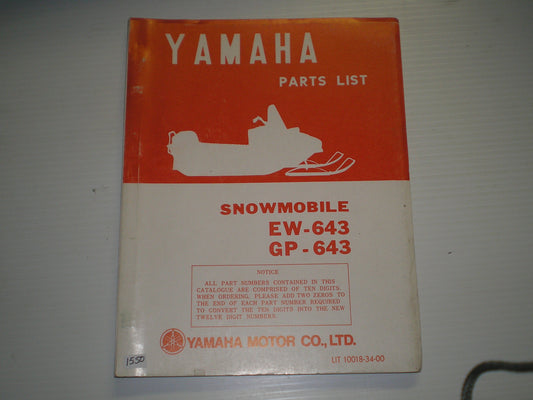 YAMAHA
PARTS LIST
SNOWMOBILE
EW-643
GP-643
NOTICE
ALL PART NUMBERS CONTAINED IN THIS
CATALOGUE ARE COMPRISED OF TEN DIGITS.
WHEN ORDERING, PLEASE ADD TWO ZEROS TO
THE END OF EACH PART NUMBER REQUIRED
TO CONVERT THE TEN DIGITS INTO THE NEW
TWELVE DIGIT NUMBERS.
YAMAHA MOTOR CO., LTD.
1550
LIT 10018-34-00